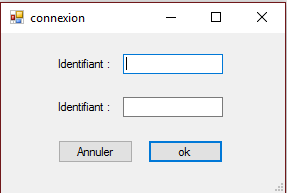 connexion
Identifiant :
Identifiant :
Annuler ok